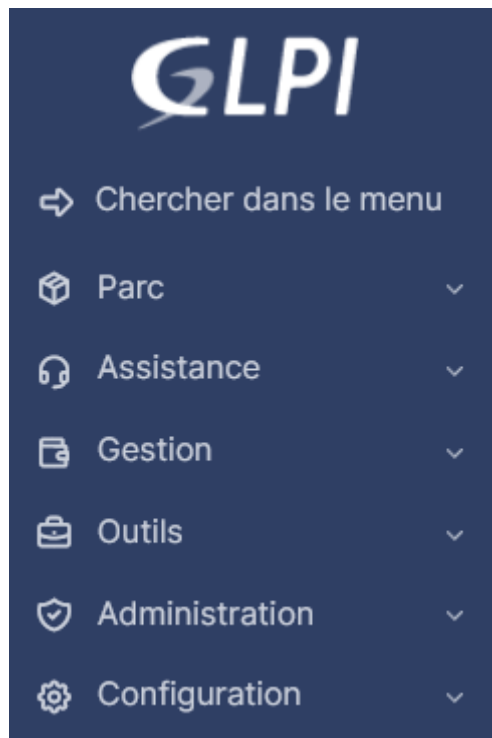 GLPI
Chercher dans le menu
Parc
Assistance
Gestion
Outils
Administration
Configuration